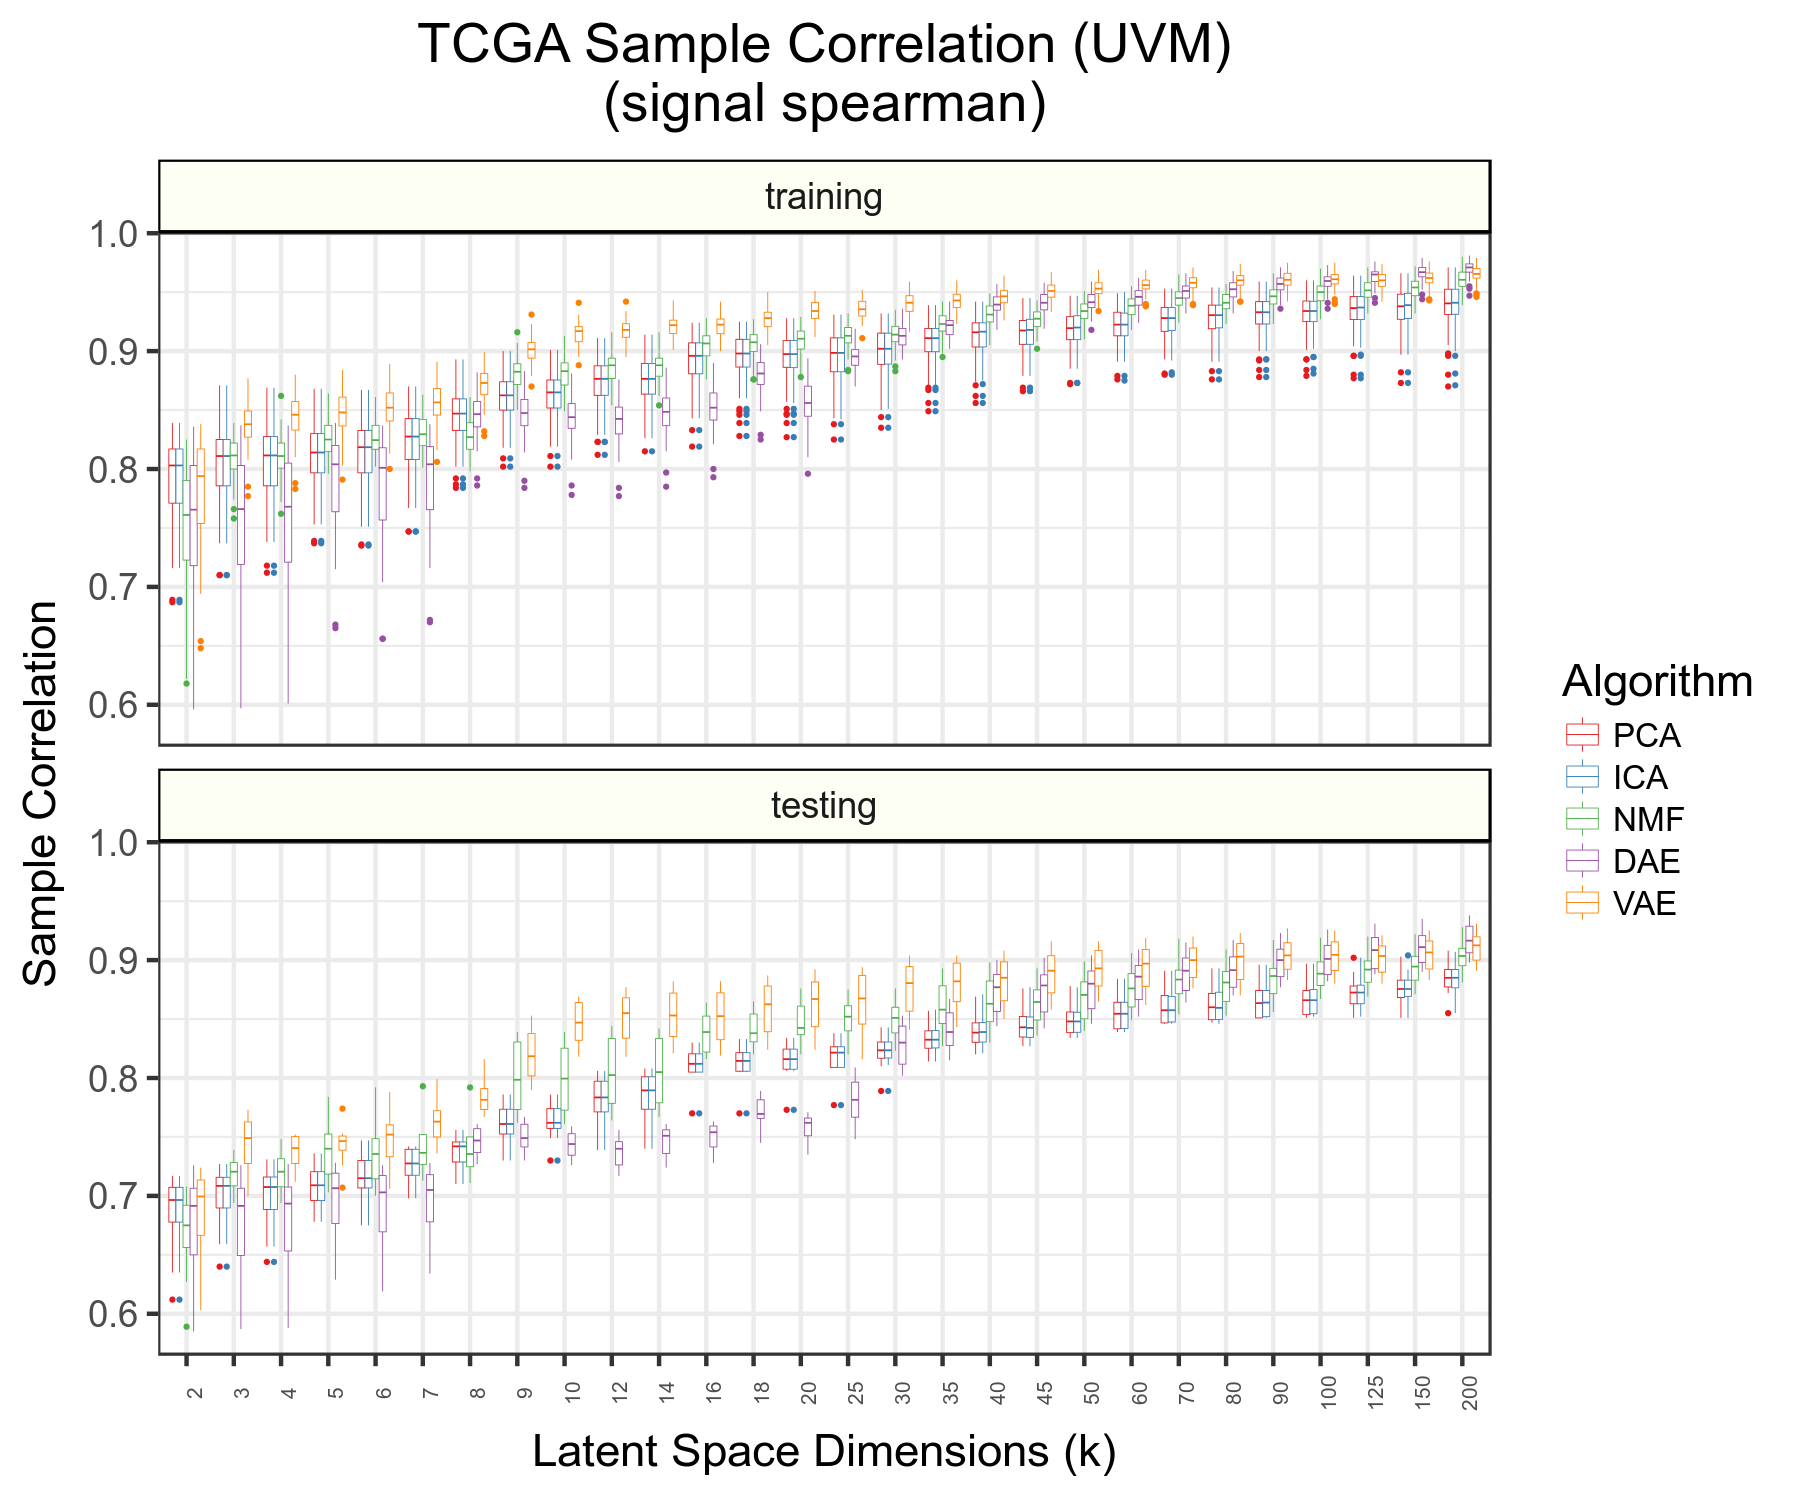 TCGA Sample Correlation (UVM)
(signal spearman)
training
1.0
0.9
0.8
0.7
0.6
Sample Correlation
testing
1.0
0.9
0.8
0.7
0.6
2 3 4 5 6 7 8 9 10 12 14 16 18 20 25 30 35 40 45 50 60 70 80 90 100 125 150 200
Latent Space Dimensions (k)
Algorithm
PCA
ICA
NMF
DAE
VAE